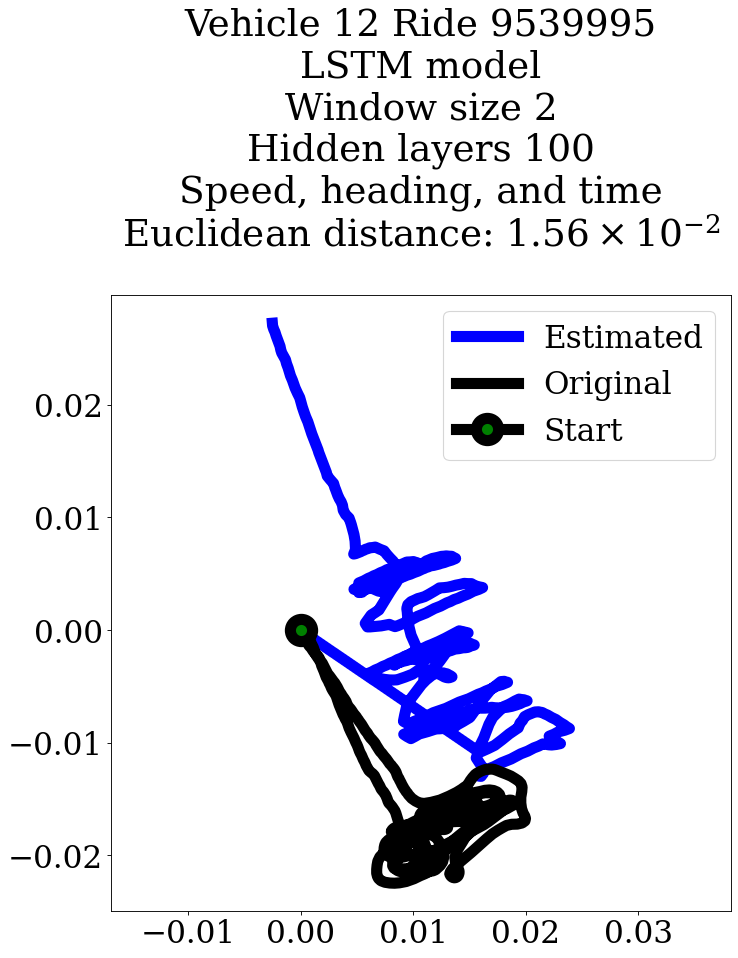 Vehicle 12 Ride 9539995
LSTM model
Window size 2
Hidden layers 100
Speed, heading, and time
Euclidean distance: 1.56 × 10⁻²
Estimated
Original
Start
0.02
0.01
0.00
−0.01
−0.02
−0.01 0.00 0.01 0.02 0.03